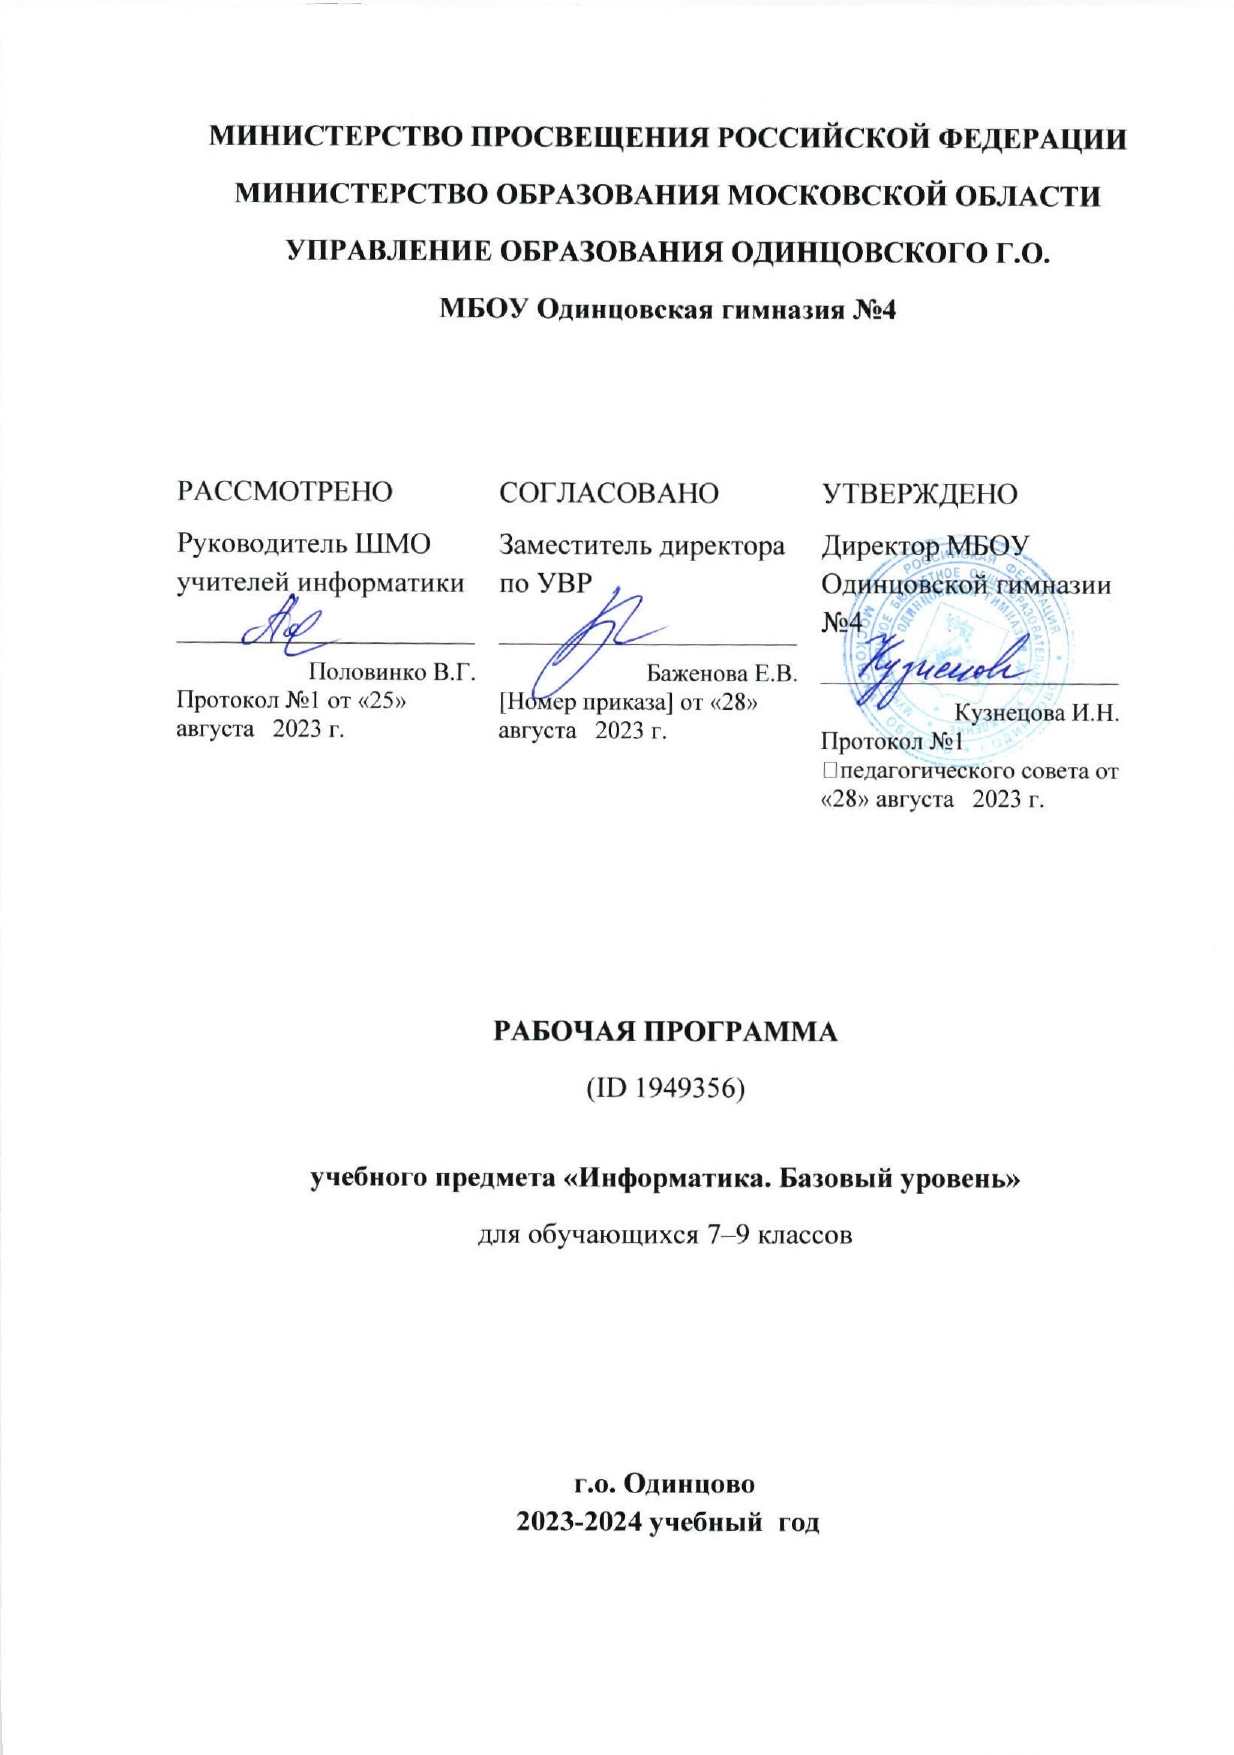 МИНИСТЕРСТВО ПРОСВЕЩЕНИЯ РОССИЙСКОЙ ФЕДЕРАЦИИ
МИНИСТЕРСТВО ОБРАЗОВАНИЯ МОСКОВСКОЙ ОБЛАСТИ
УПРАВЛЕНИЕ ОБРАЗОВАНИЯ ОДИНЦОВСКОГО Г.О.
МБОУ Одинцовская гимназия №4
РАССМОТРЕНО
Руководитель ШМО
учителей информатики
Половинко В.Г.
Протокол №1 от «25»
августа 2023 г.
СОГЛАСОВАНО
Заместитель директора
по УВР
Баженова Е.В.
[Номер приказа] от «28»
августа 2023 г.
УТВЕРЖДЕНО
Директор МБОУ
Одинцовской гимназии
№4
Кузнецова И.Н.
Протокол №1
педагогического совета от
«28» августа 2023 г.
РАБОЧАЯ ПРОГРАММА
(ID 1949356)
учебного предмета «Информатика. Базовый уровень»
для обучающихся 7–9 классов
г.о. Одинцово
2023-2024 учебный год